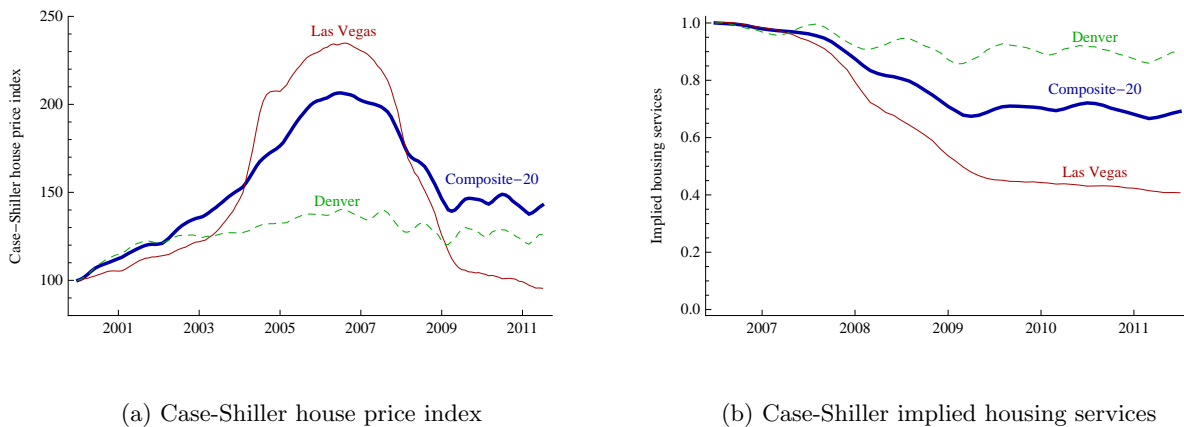 Case–Shiller house price index
250
200
150
100
Las Vegas
Composite−20
Denver
2001 2003 2005 2007 2009 2011
(a) Case-Shiller house price index
Implied housing services
1.0
0.8
0.6
0.4
0.2
0.0
Denver
Composite−20
Las Vegas
2007 2008 2009 2010 2011
(b) Case-Shiller implied housing services